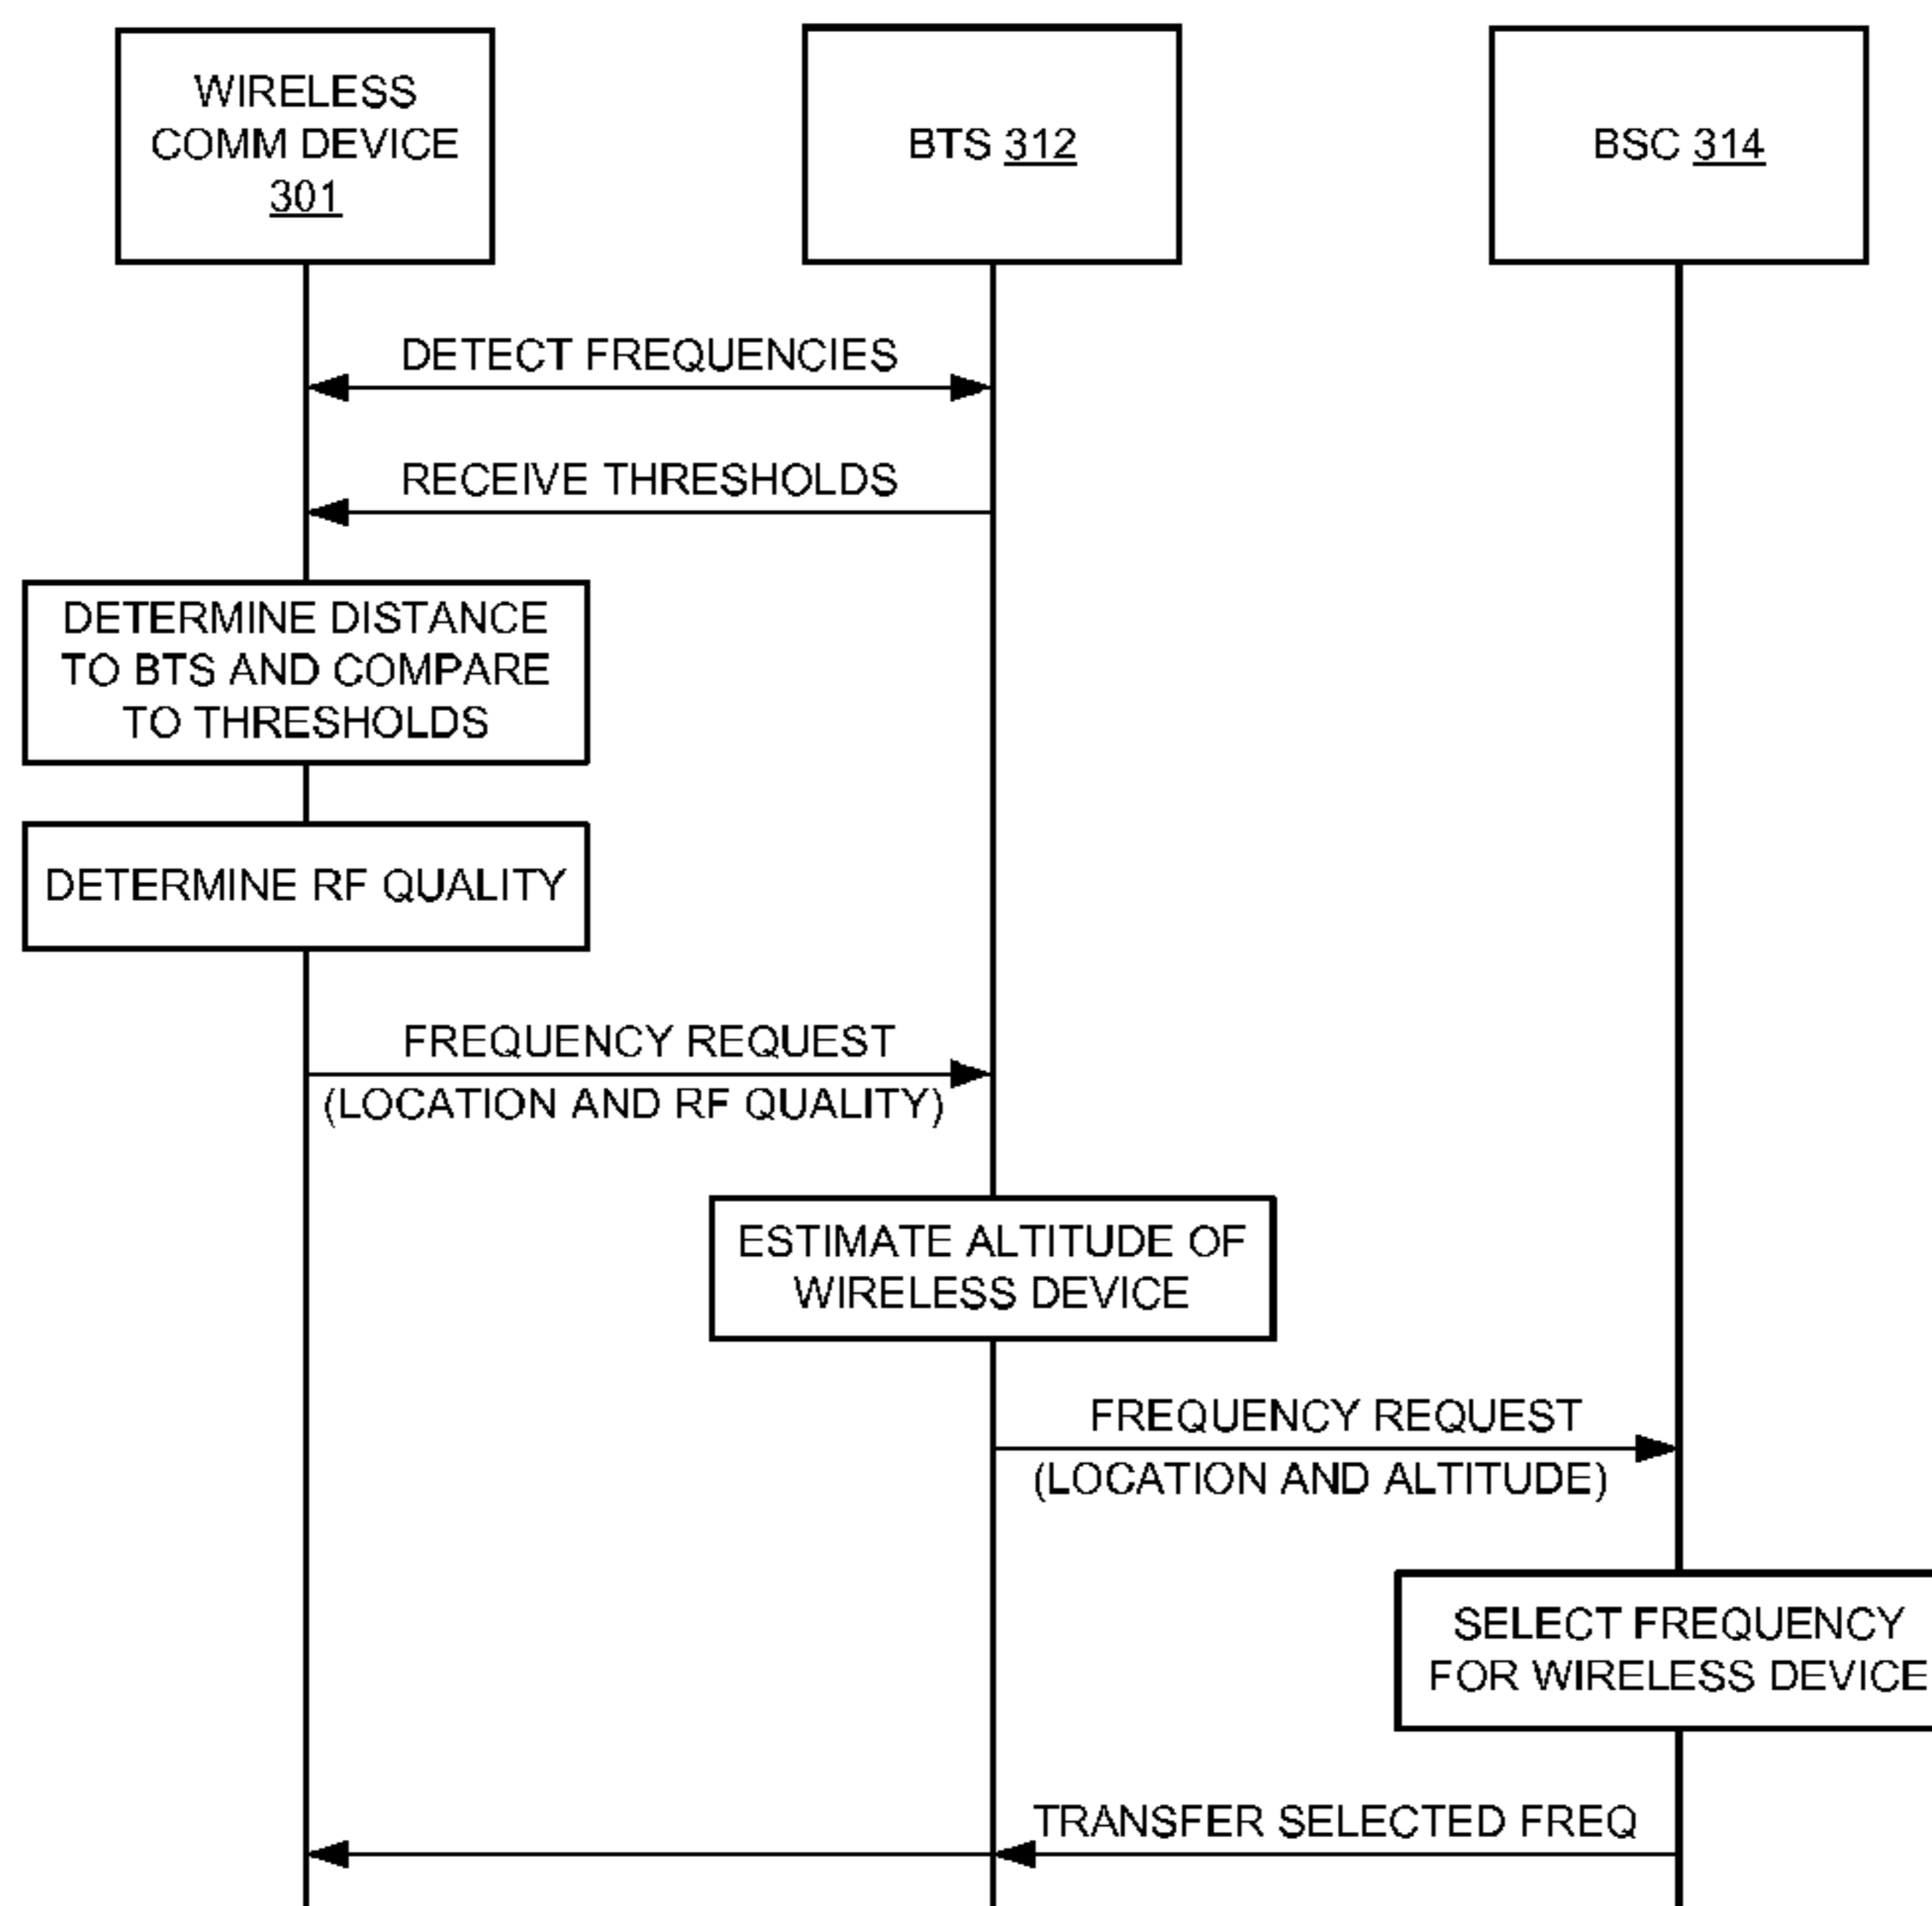 WIRELESS
COMM DEVICE
301
BTS 312
BSC 314
DETECT FREQUENCIES
RECEIVE THRESHOLDS
DETERMINE DISTANCE
TO BTS AND COMPARE
TO THRESHOLDS
DETERMINE RF QUALITY
FREQUENCY REQUEST
(LOCATION AND RF QUALITY)
ESTIMATE ALTITUDE OF
WIRELESS DEVICE
FREQUENCY REQUEST
(LOCATION AND ALTITUDE)
SELECT FREQUENCY
FOR WIRELESS DEVICE
TRANSFER SELECTED FREQ